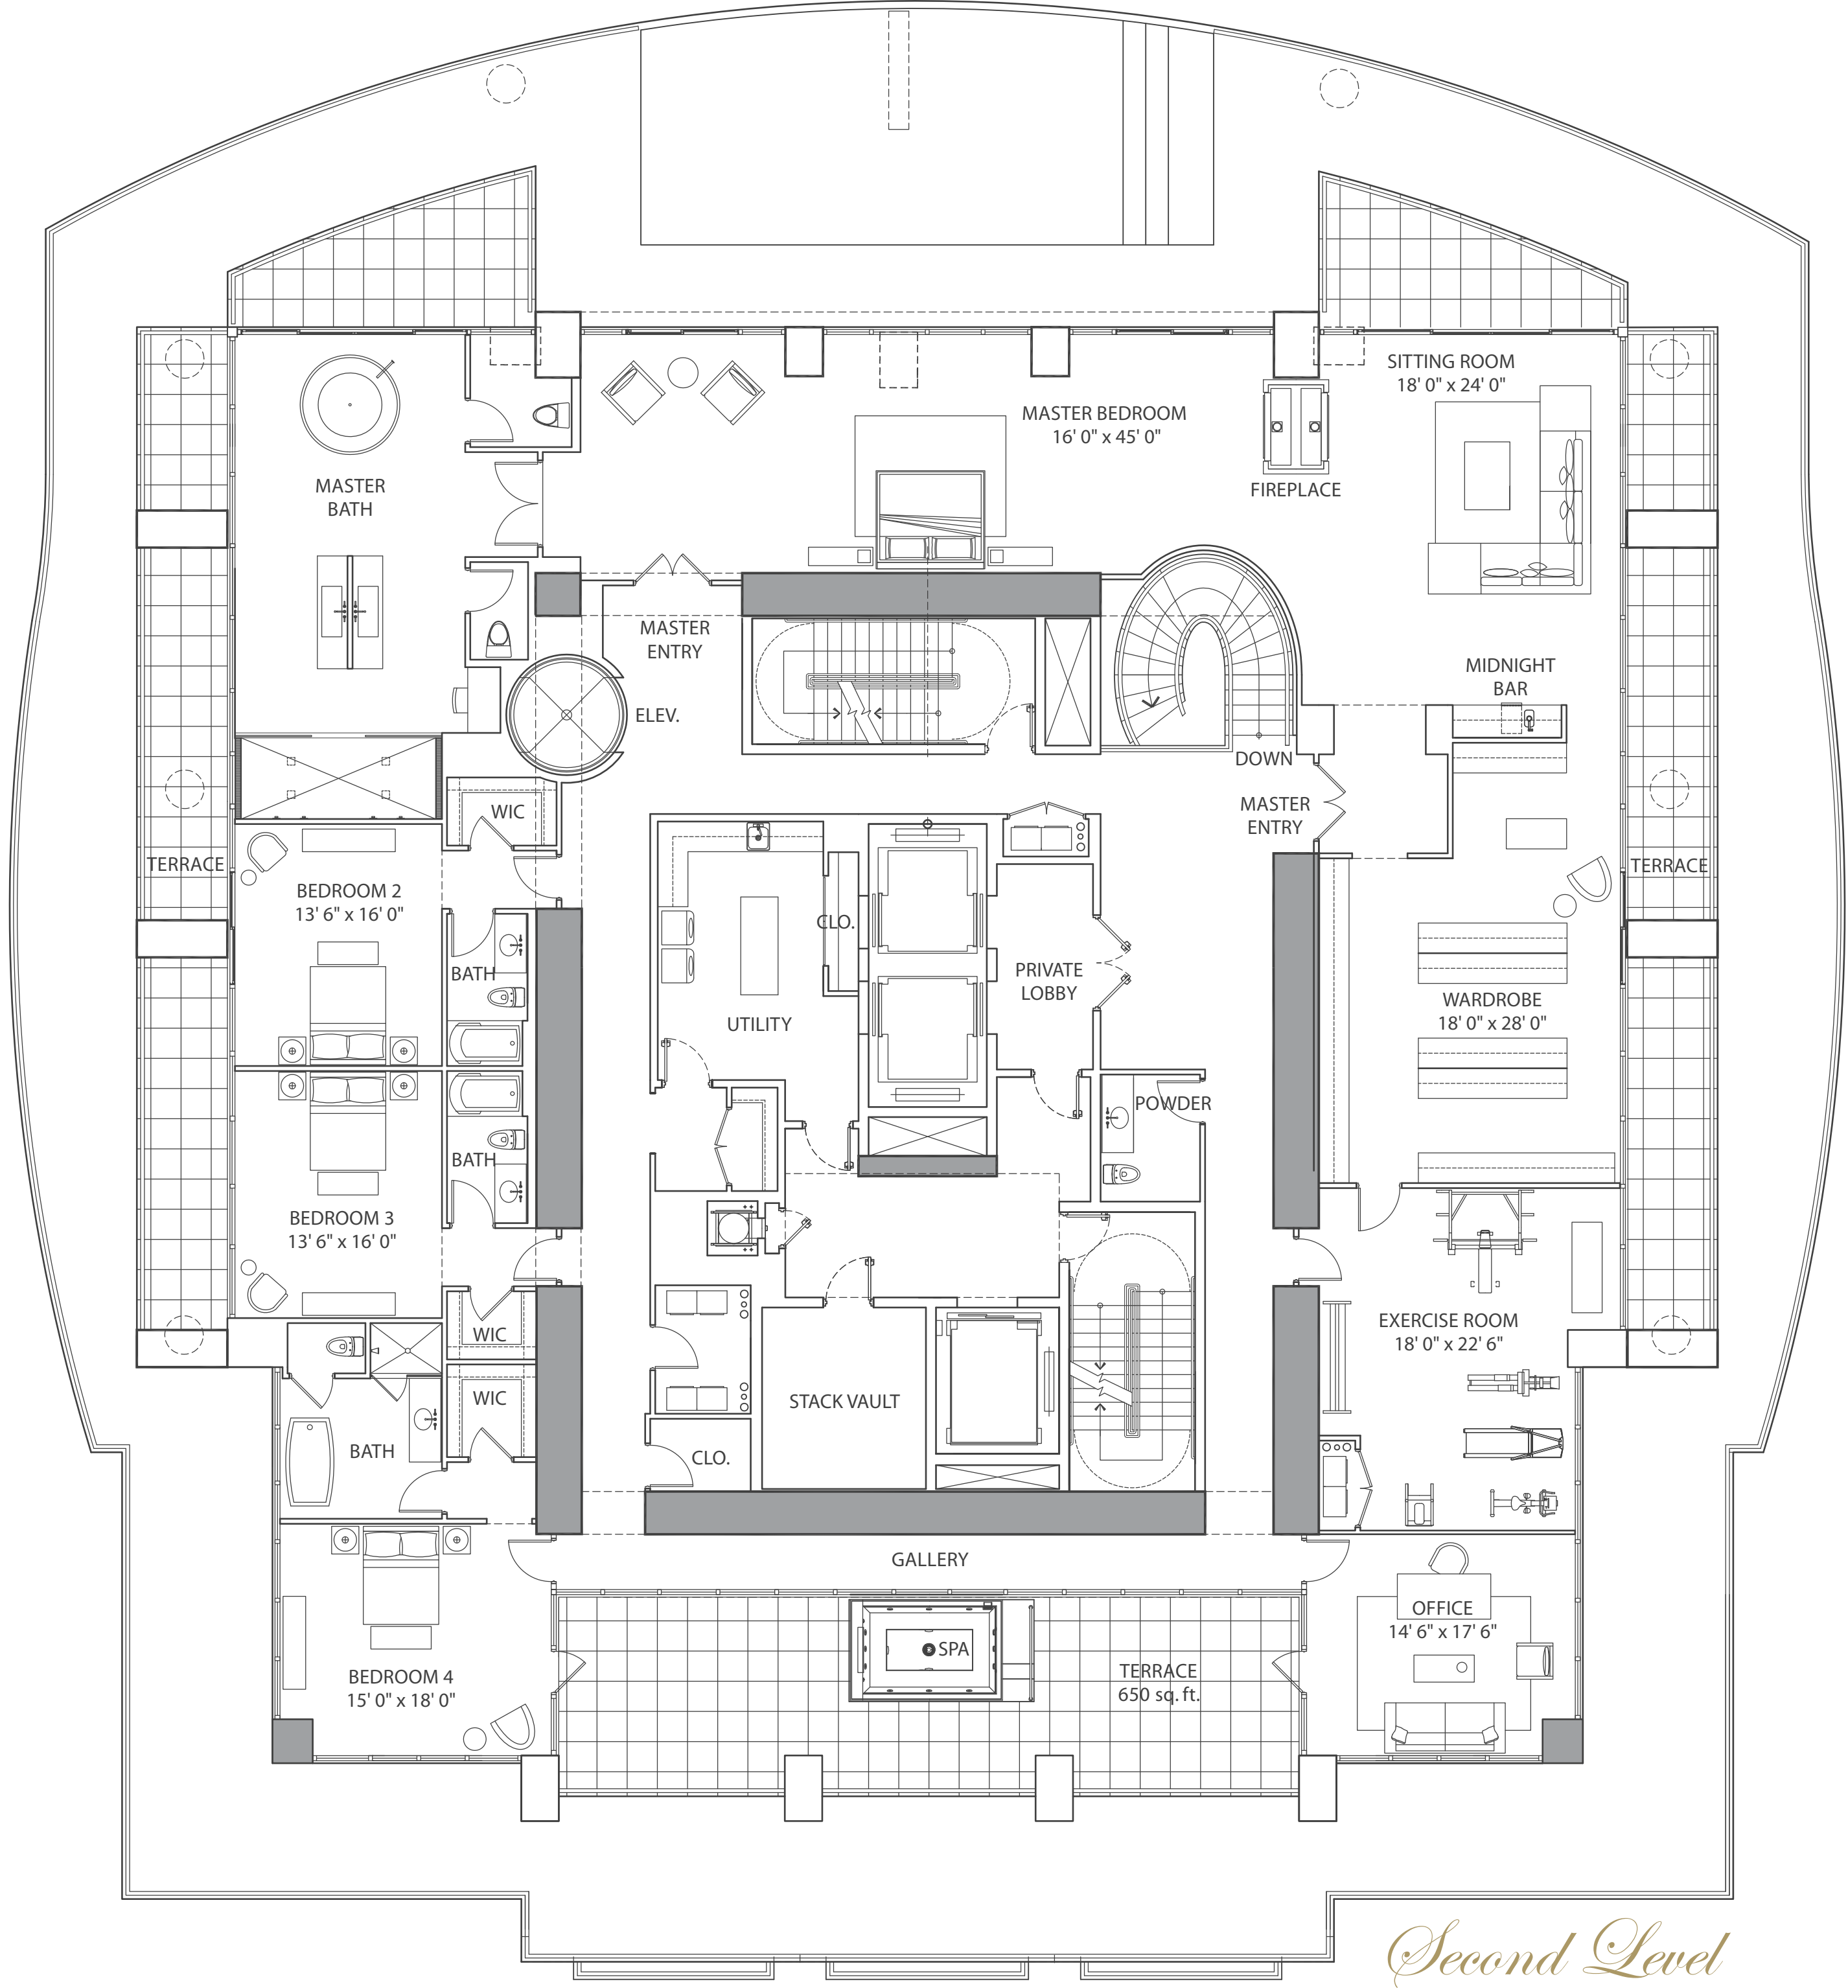 SITTING ROOM
18' 0" x 24' 0"
MASTER BEDROOM
16' 0" x 45' 0"
FIREPLACE
MASTER
BATH
MASTER
ENTRY
ELEV.
MIDNIGHT
BAR
DOWN
MASTER
ENTRY
WIC
TERRACE
BEDROOM 2
13' 6" x 16' 0"
BATH
CLO.
UTILITY
PRIVATE
LOBBY
TERRACE
WARDROBE
18' 0" x 28' 0"
POWDER
BATH
BEDROOM 3
13' 6" x 16' 0"
WIC
WIC
BATH
STACK VAULT
CLO.
EXERCISE ROOM
18' 0" x 22' 6"
GALLERY
OFFICE
14' 6" x 17' 6"
SPA
TERRACE
650 sq. ft.
BEDROOM 4
15' 0" x 18' 0"
Second Level